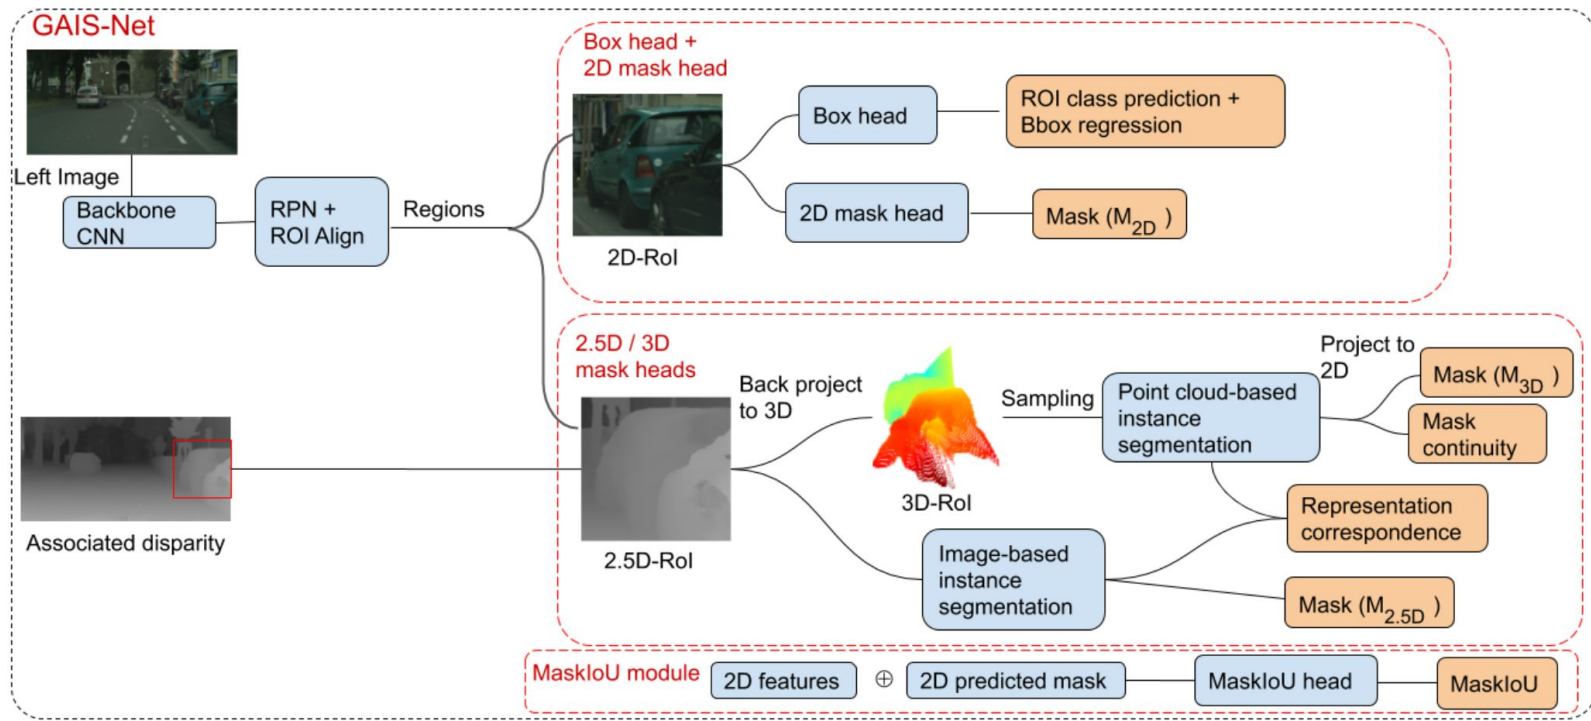 GAIS-Net
Left Image
Backbone
CNN
RPN +
ROI Align
Regions
Box head +
2D mask head
2D-RoI
Box head
ROI class prediction +
Bbox regression
2D mask head
Mask (M2D )
Associated disparity
2.5D / 3D
mask heads
2.5D-RoI
Back project
to 3D
3D-RoI
Sampling
Point cloud-based
instance
segmentation
Project to
2D
Mask (M3D )
Mask
continuity
Representation
correspondence
Image-based
instance
segmentation
Mask (M2.5D )
MaskIoU module
2D features
⊕
2D predicted mask
MaskIoU head
MaskIoU